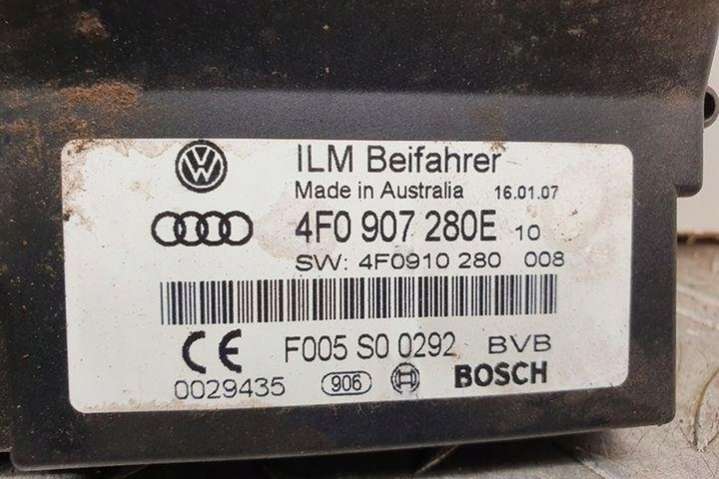 ILM Beifahrer
Made in Australia 16.01.07
4F0 907 280E 10
SW: 4F0910 280 008
F005 S0 0292 BVB
0029435 906 BOSCH